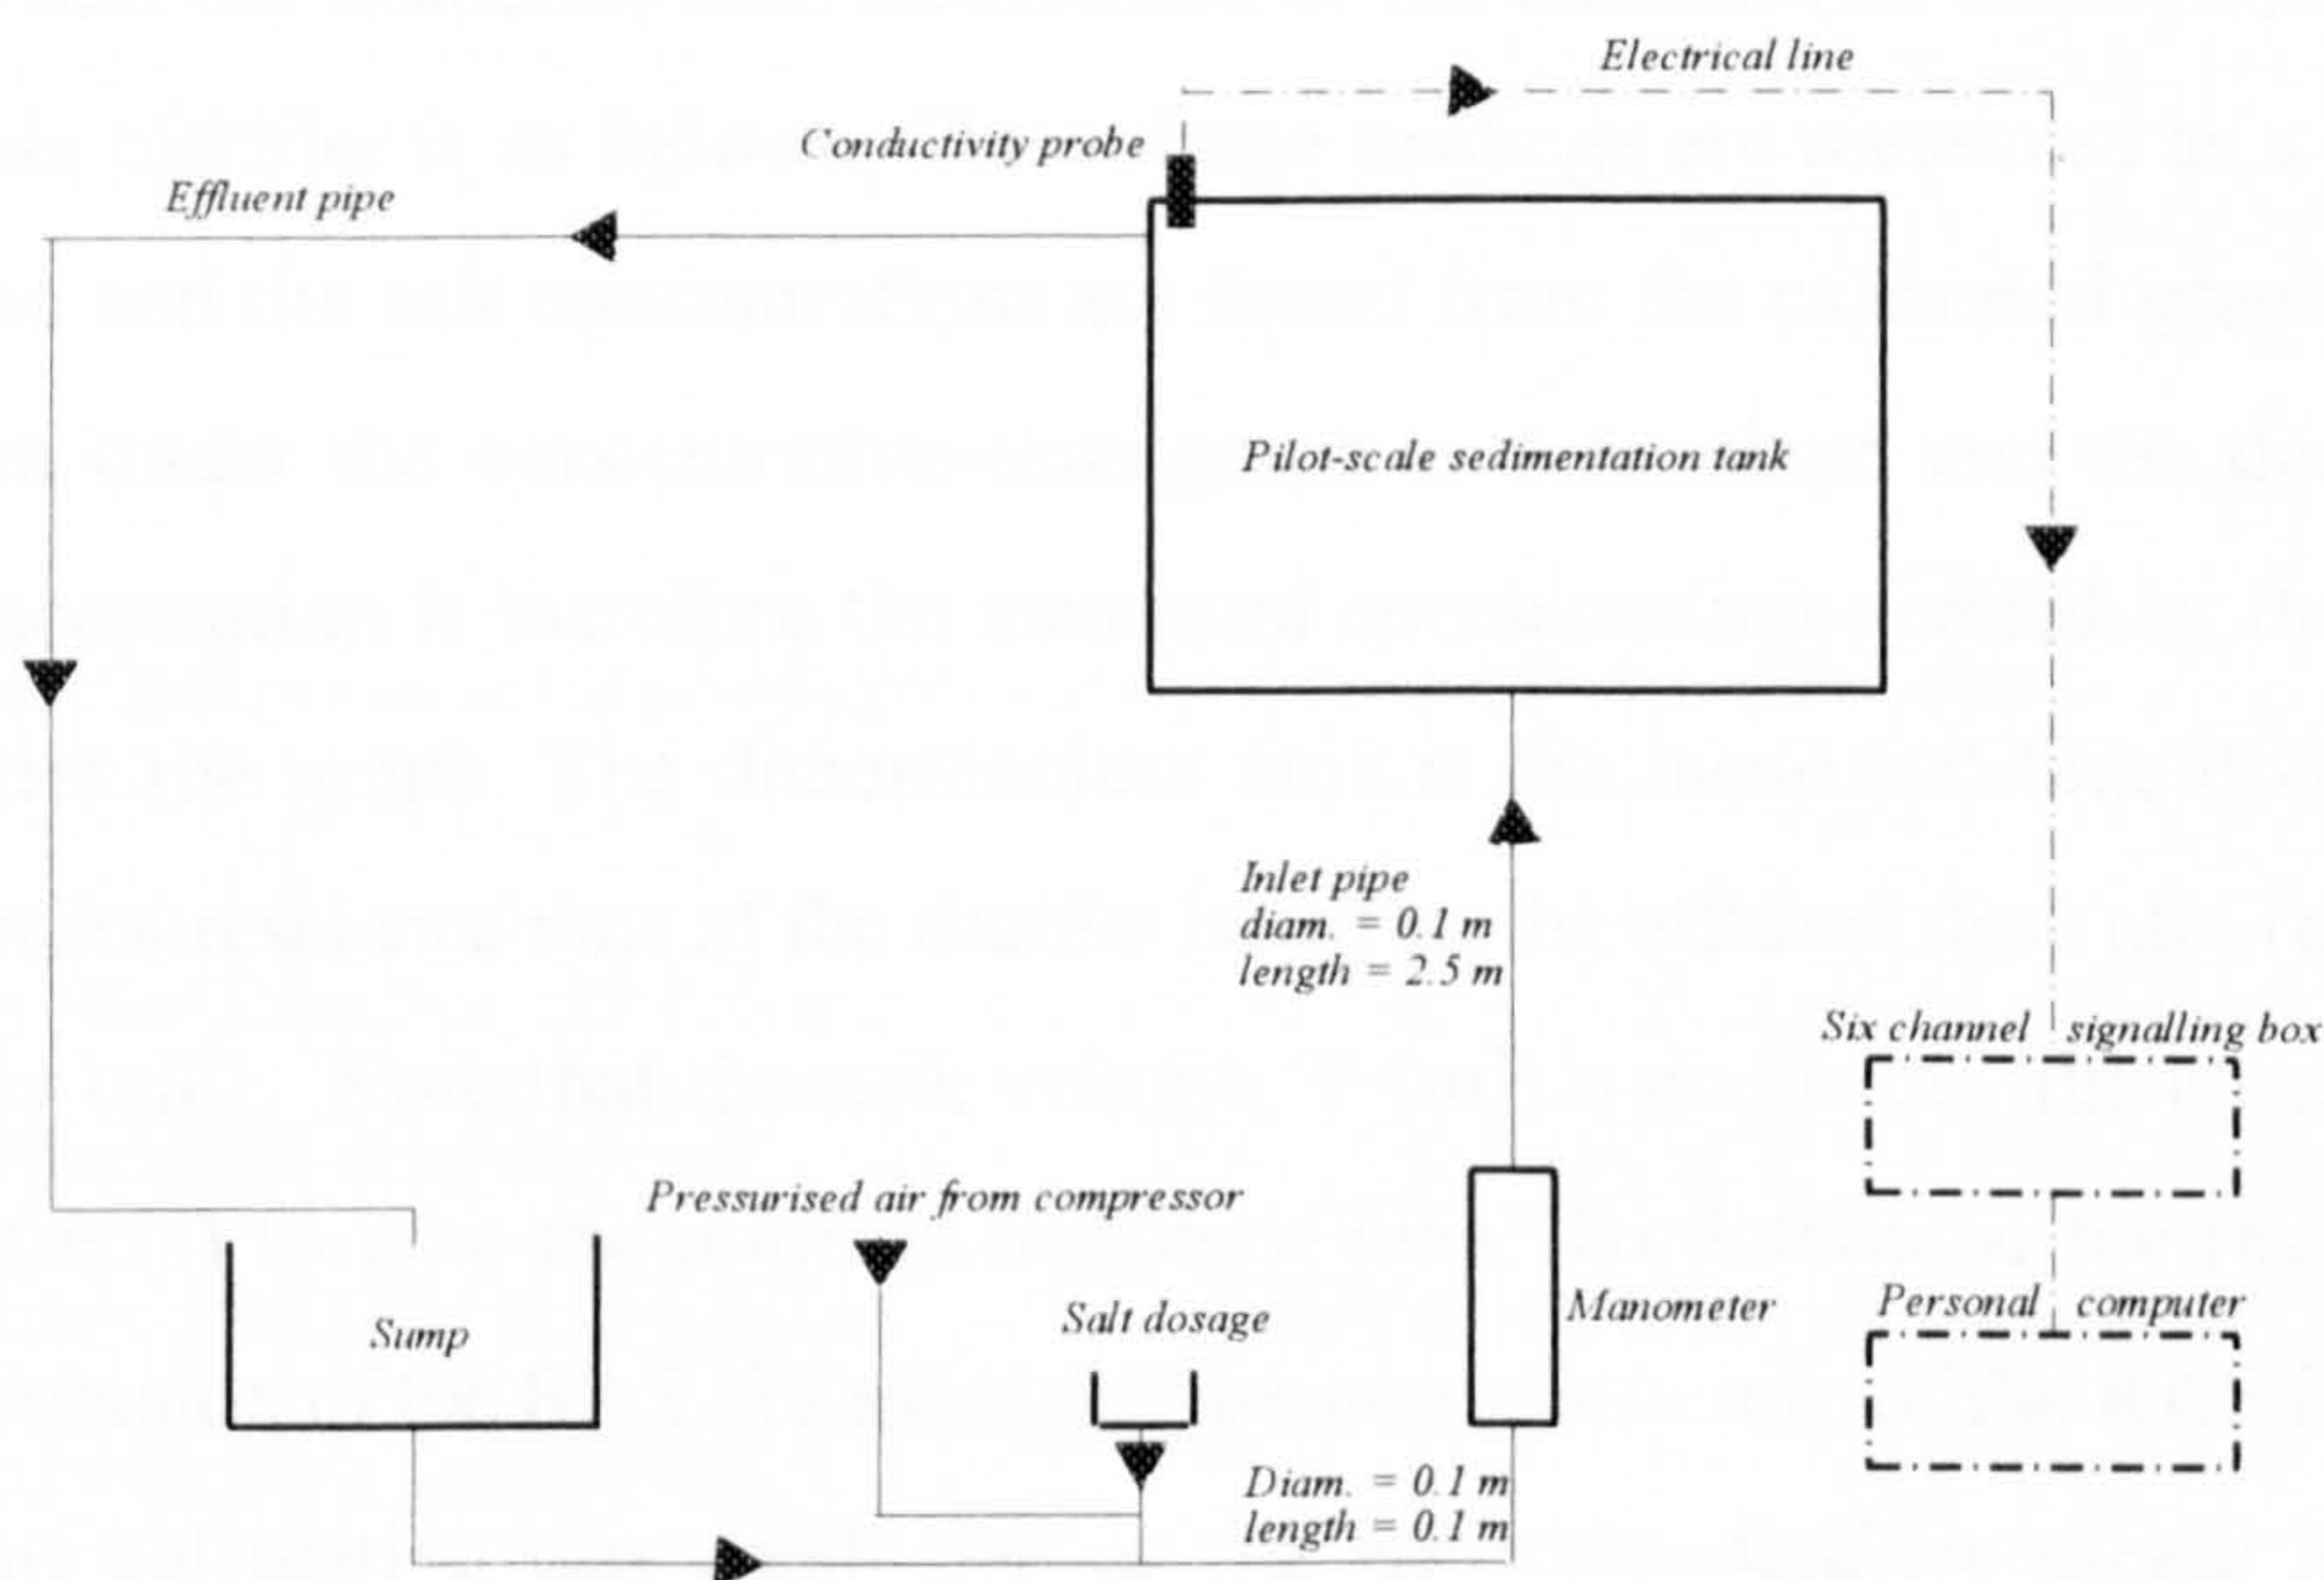 Electrical line
Conductivity probe
Effluent pipe
Pilot-scale sedimentation tank
Inlet pipe
diam. = 0.1 m
length = 2.5 m
Six channel signalling box
Pressurised air from compressor
Salt dosage
Manometer
Personal computer
Sump
Diam. = 0.1 m
length = 0.1 m